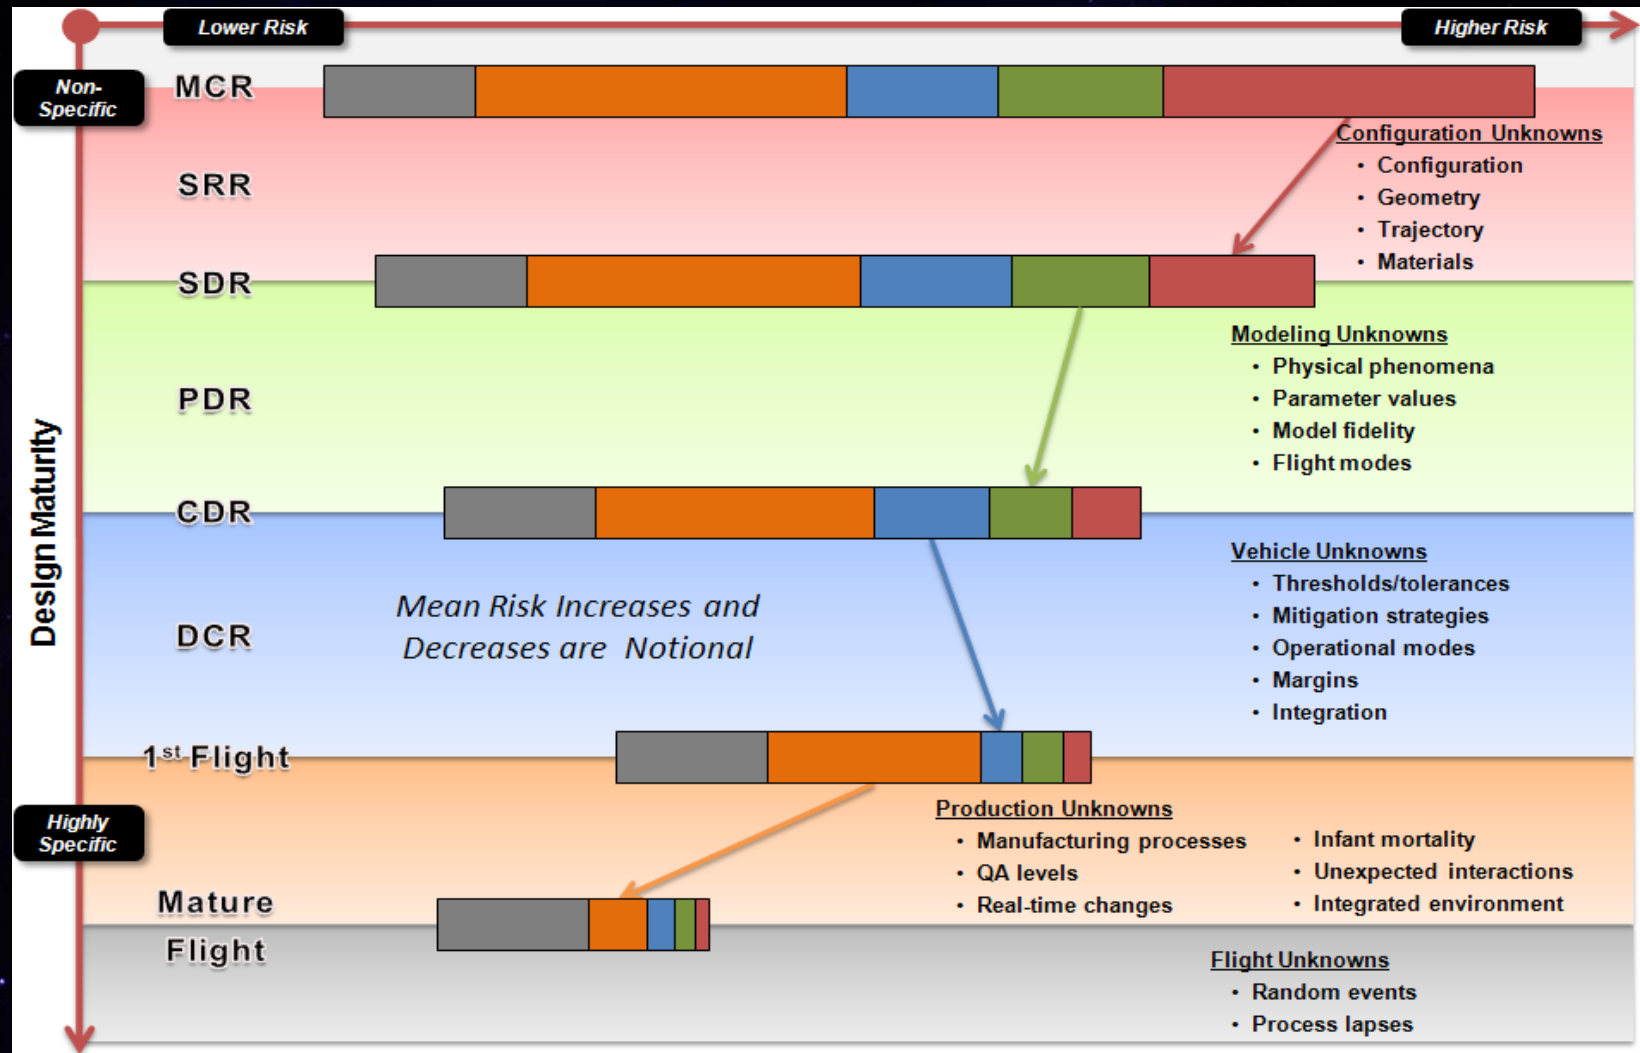 Lower Risk
Higher Risk
Non-
Specific
MCR
Configuration Unknowns
• Configuration
SRR
• Geometry
• Trajectory
• Materials
SDR
Modeling Unknowns
• Physical phenomena
PDR
• Parameter values
• Model fidelity
• Flight modes
CDR
Design Maturity
Vehicle Unknowns
• Thresholds/tolerances
Mean Risk Increases and
Decreases are Notional
• Mitigation strategies
DCR
• Operational modes
• Margins
• Integration
1st Flight
Highly
Specific
Production Unknowns
• Manufacturing processes
• QA levels
• Real-time changes
• Infant mortality
• Unexpected interactions
• Integrated environment
Mature
Flight
Flight Unknowns
• Random events
• Process lapses